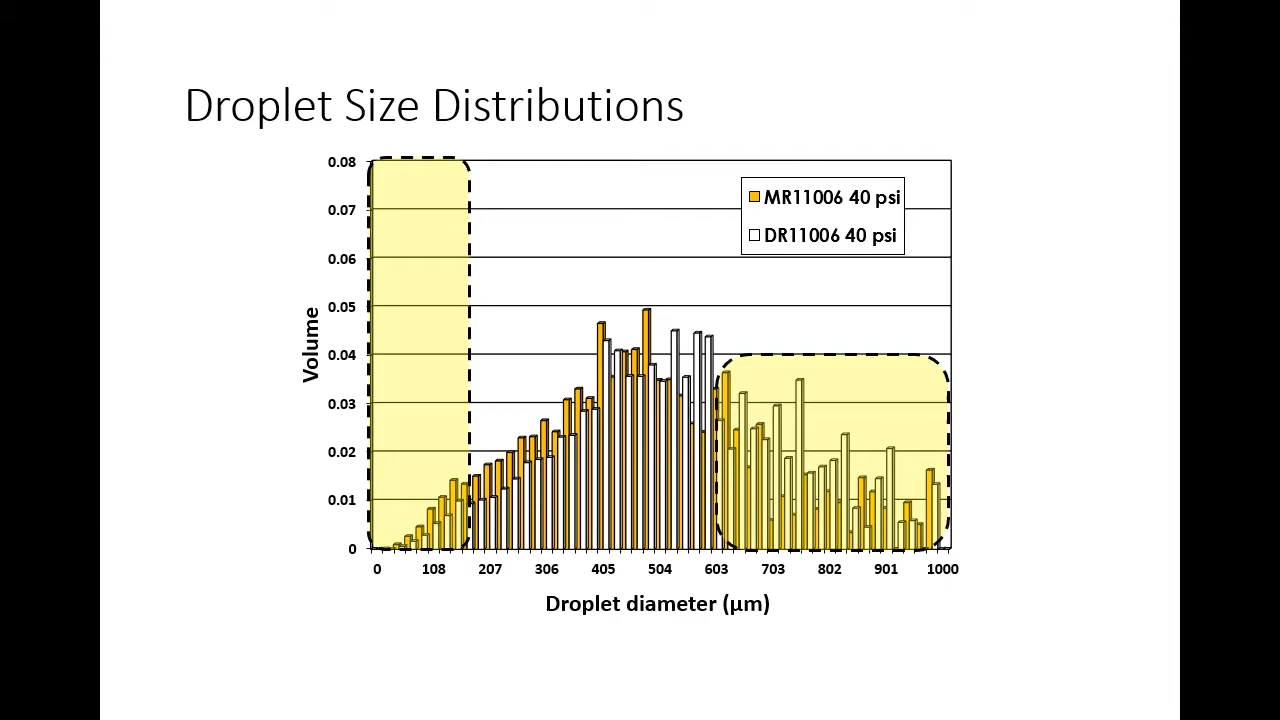 Droplet Size Distributions
0.08
0.07
0.06
0.05
0.04
0.03
0.02
0.01
0
Volume
MR11006 40 psi
DR11006 40 psi
0 108 207 306 405 504 603 703 802 901 1000
Droplet diameter (µm)